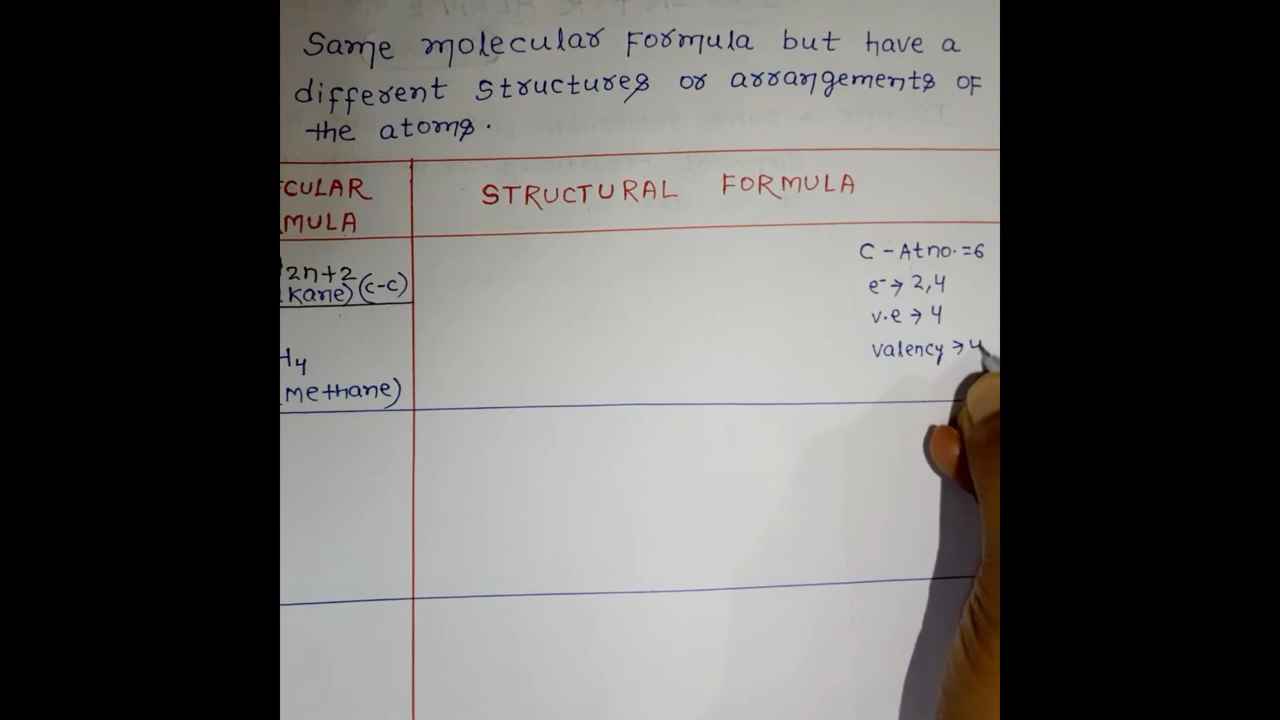 Same molecular Formula but have a
different structures or arrangements of
the atoms.
CULAR
MULA
STRUCTURAL FORMULA
2n+2
kane) (c-c)
H4
(methane)
C - At no. = 6
e- → 2,4
v.e → 4
valency → 4